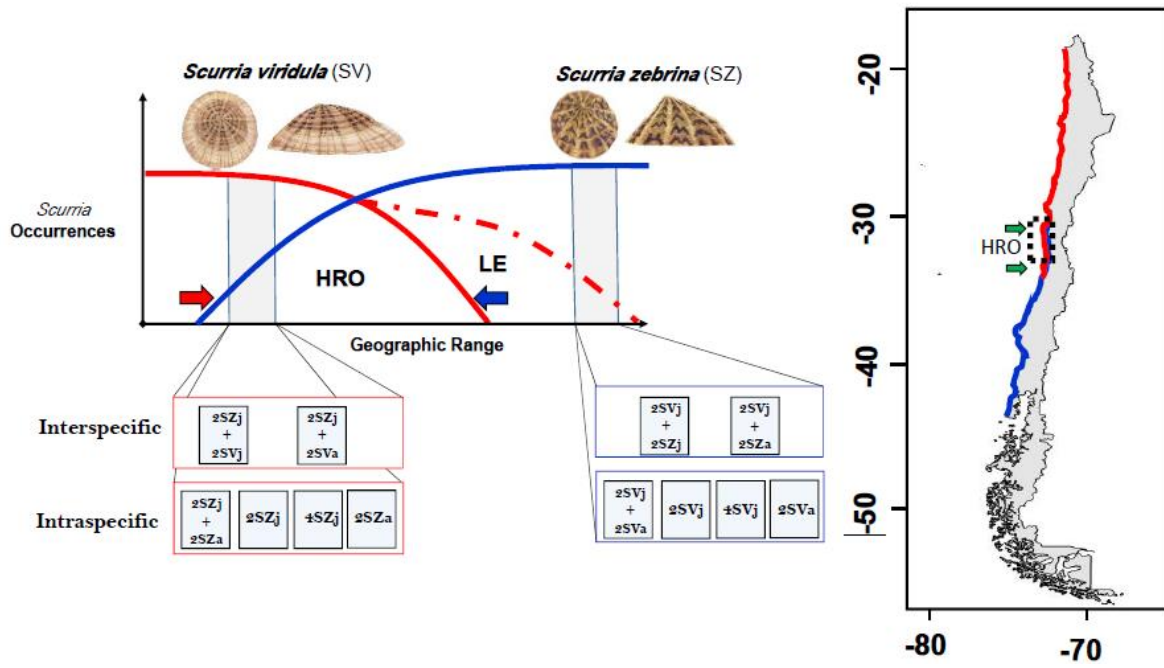 Scurria viridula (SV)
Scurria zebrina (SZ)
Scurria
Occurrences
HRO
LE
Geographic Range
Interspecific
2SZj
+
2SVj
2SZj
+
2SVa
2SVj
+
2SZj
2SVj
+
2SZa
Intraspecific
2SZj
+
2SZa
2SZj
4SZj
2SZa
2SVj
+
2SVa
2SVj
4SVj
2SVa
-20
-30
HRO
-40
-50
-80
-70